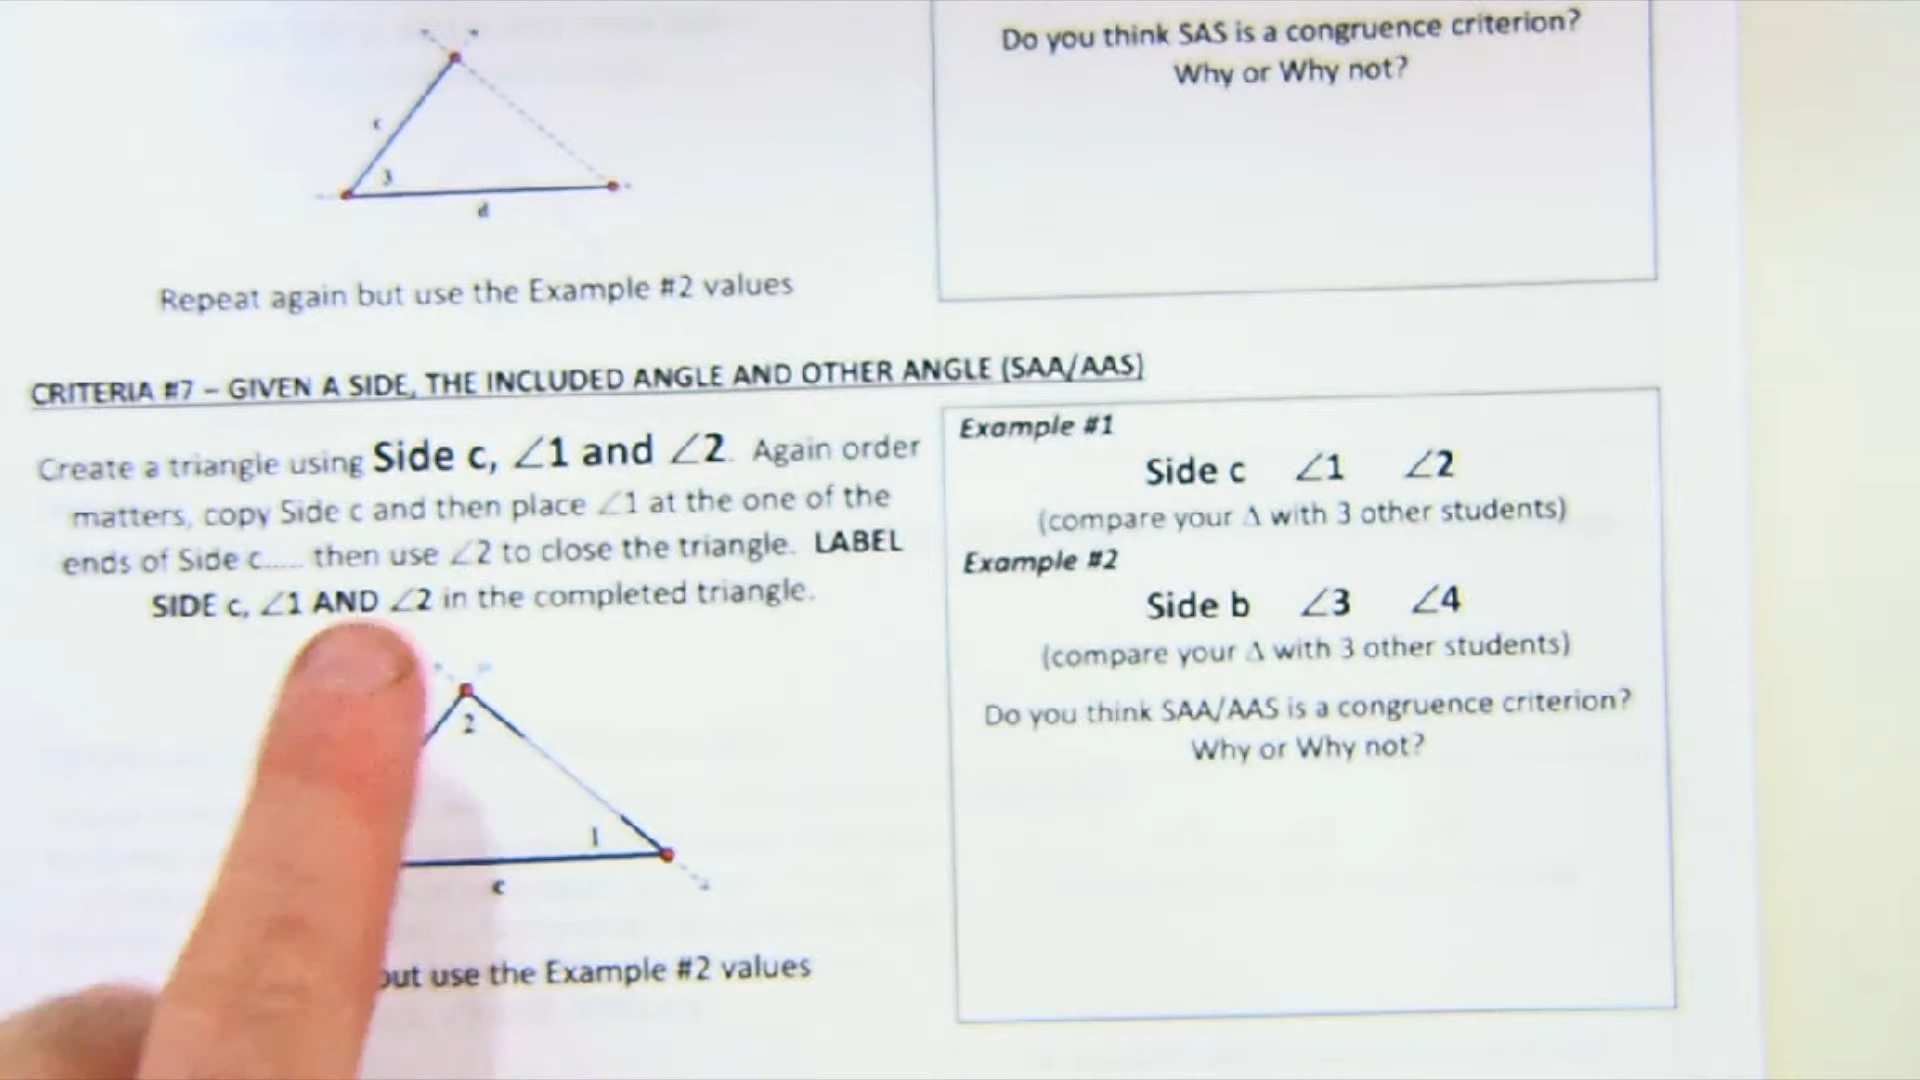 Do you think SAS is a congruence criterion?
Why or Why not?
c
3
d
Repeat again but use the Example #2 values
CRITERIA #7 – GIVEN A SIDE, THE INCLUDED ANGLE AND OTHER ANGLE (SAA/AAS)
Create a triangle using Side c, ∠1 and ∠2. Again order
matters, copy Side c and then place ∠1 at the one of the
ends of Side c..... then use ∠2 to close the triangle. LABEL
SIDE c, ∠1 AND ∠2 in the completed triangle.
2
1
c
but use the Example #2 values
Example #1
Side c ∠1 ∠2
(compare your Δ with 3 other students)
Example #2
Side b ∠3 ∠4
(compare your Δ with 3 other students)
Do you think SAA/AAS is a congruence criterion?
Why or Why not?